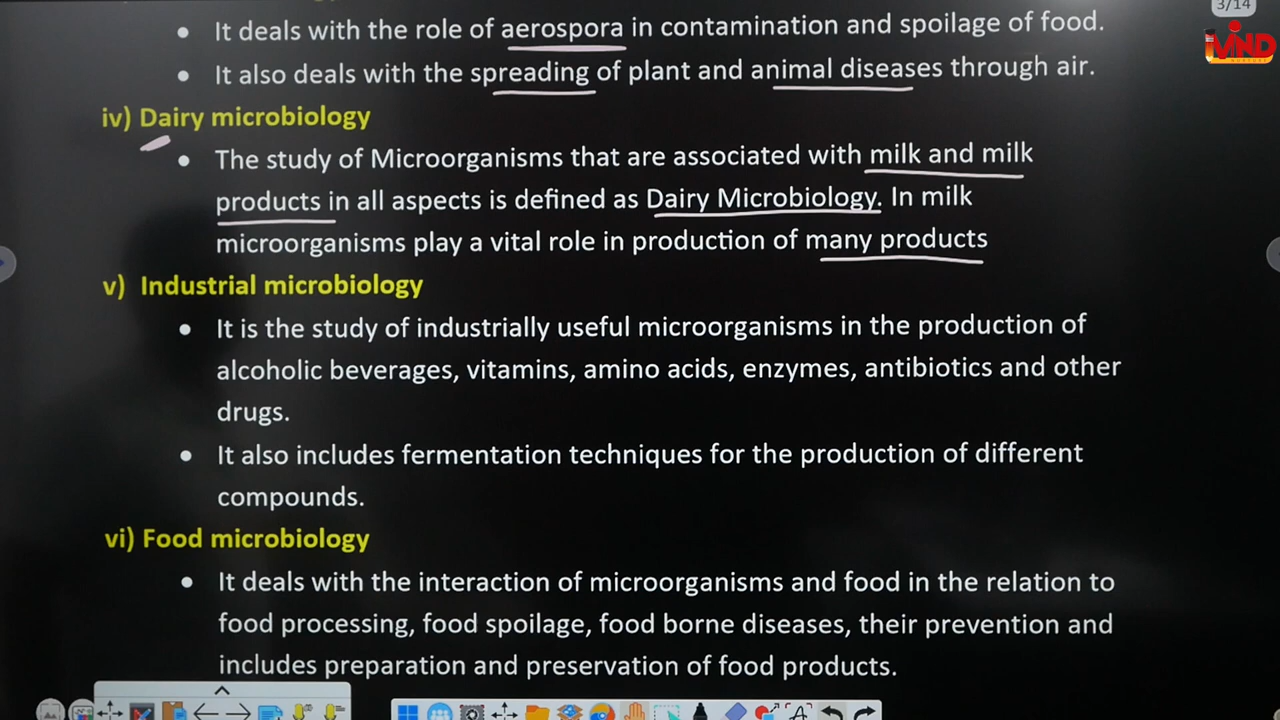 3/14
iMIND
• It deals with the role of aerospora in contamination and spoilage of food.
• It also deals with the spreading of plant and animal diseases through air.
iv) Dairy microbiology
• The study of Microorganisms that are associated with milk and milk
products in all aspects is defined as Dairy Microbiology. In milk
microorganisms play a vital role in production of many products
v) Industrial microbiology
• It is the study of industrially useful microorganisms in the production of
alcoholic beverages, vitamins, amino acids, enzymes, antibiotics and other
drugs.
• It also includes fermentation techniques for the production of different
compounds.
vi) Food microbiology
• It deals with the interaction of microorganisms and food in the relation to
food processing, food spoilage, food borne diseases, their prevention and
includes preparation and preservation of food products.